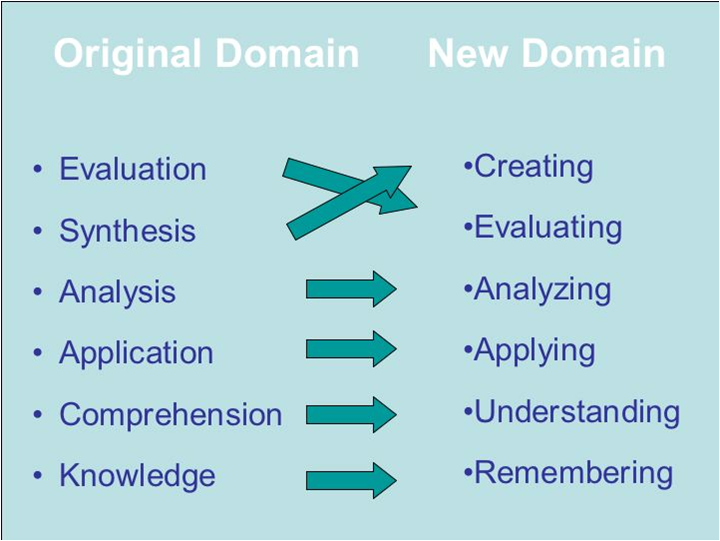 Original Domain
• Evaluation
• Synthesis
• Analysis
• Application
• Comprehension
• Knowledge
New Domain
•Creating
•Evaluating
•Analyzing
•Applying
•Understanding
•Remembering